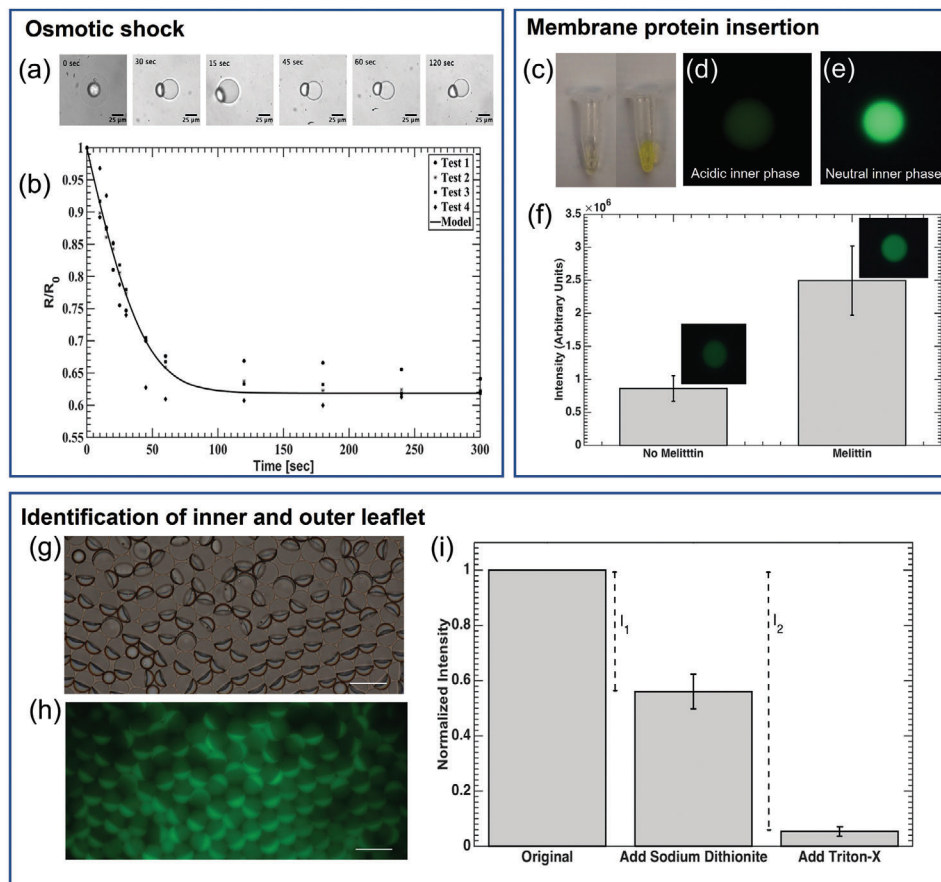 Osmotic shock
(a)
0 sec
30 sec
15 sec
45 sec
60 sec
120 sec
25 μm
25 μm
25 μm
25 μm
25 μm
25 μm
(b)
1
0.95
0.9
0.85
0.8
0.75
0.7
0.65
0.6
0.55
R/R0
Test 1
Test 2
Test 3
Test 4
Model
0 50 100 150 200 250 300
Time [sec]
Membrane protein insertion
(c)
(d)
Acidic inner phase
(e)
Neutral inner phase
(f)
×10^6
3.5
3
2.5
2
1.5
1
0.5
0
Intensity (Arbitrary Units)
No Melitttin
Melittin
Identification of inner and outer leaflet
(g)
(h)
(i)
1
0.8
0.6
0.4
0.2
0
Normalized Intensity
I1
I2
Original
Add Sodium Dithionite
Add Triton-X